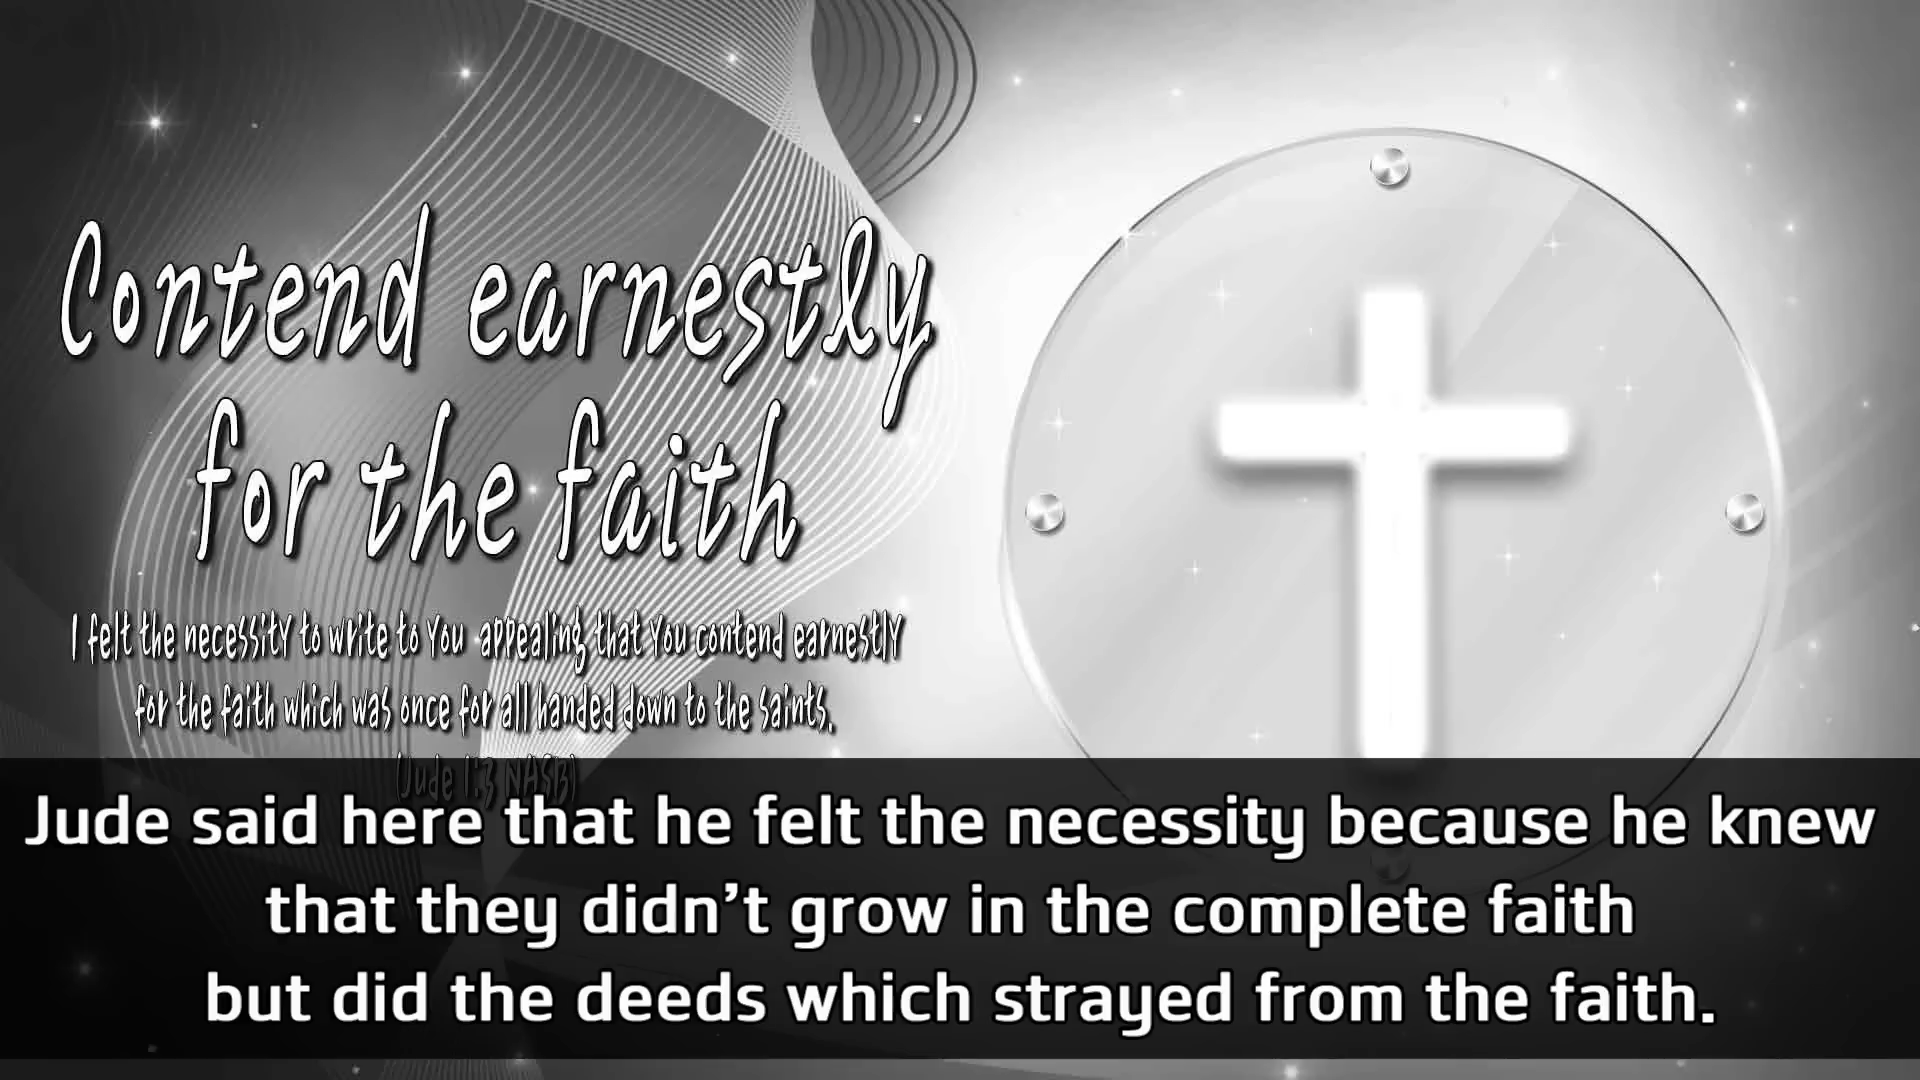 Contend earnestly
for the faith
I felt the necessity to write to you appealing that you contend earnestly
for the faith which was once for all handed down to the saints.
(Jude 1:3 NASB)
Jude said here that he felt the necessity because he knew
that they didn’t grow in the complete faith
but did the deeds which strayed from the faith.